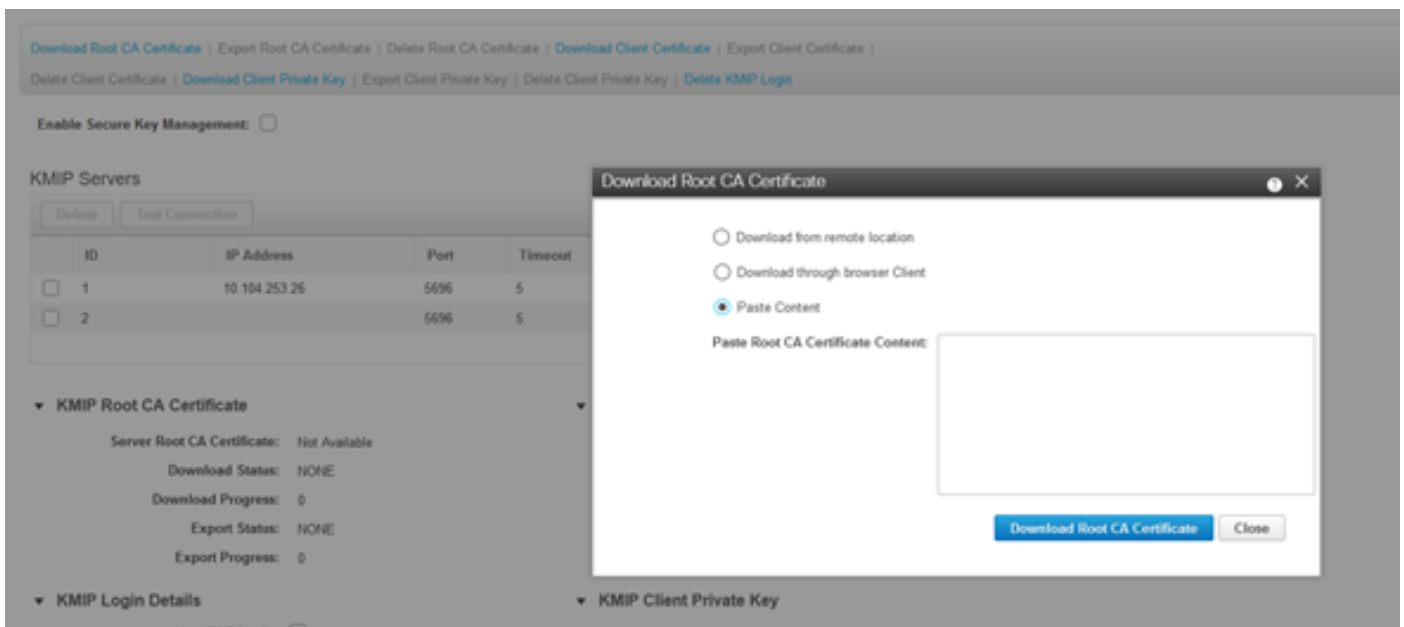 Download Root CA Certificate | Export Root CA Certificate | Delete Root CA Certificate | Download Client Certificate | Export Client Certificate |
Delete Client Certificate | Download Client Private Key | Export Client Private Key | Delete Client Private Key | Delete KMIP Login
Enable Secure Key Management:
KMIP Servers
Delete Test Connection
ID IP Address Port Timeout
1 10.104.253.26 5696 5
2 5696 5
KMIP Root CA Certificate
Server Root CA Certificate: Not Available
Download Status: NONE
Download Progress: 0
Export Status: NONE
Export Progress: 0
KMIP Login Details
KMIP Client Private Key
Download Root CA Certificate
Download from remote location
Download through browser Client
Paste Content
Paste Root CA Certificate Content:
Download Root CA Certificate Close